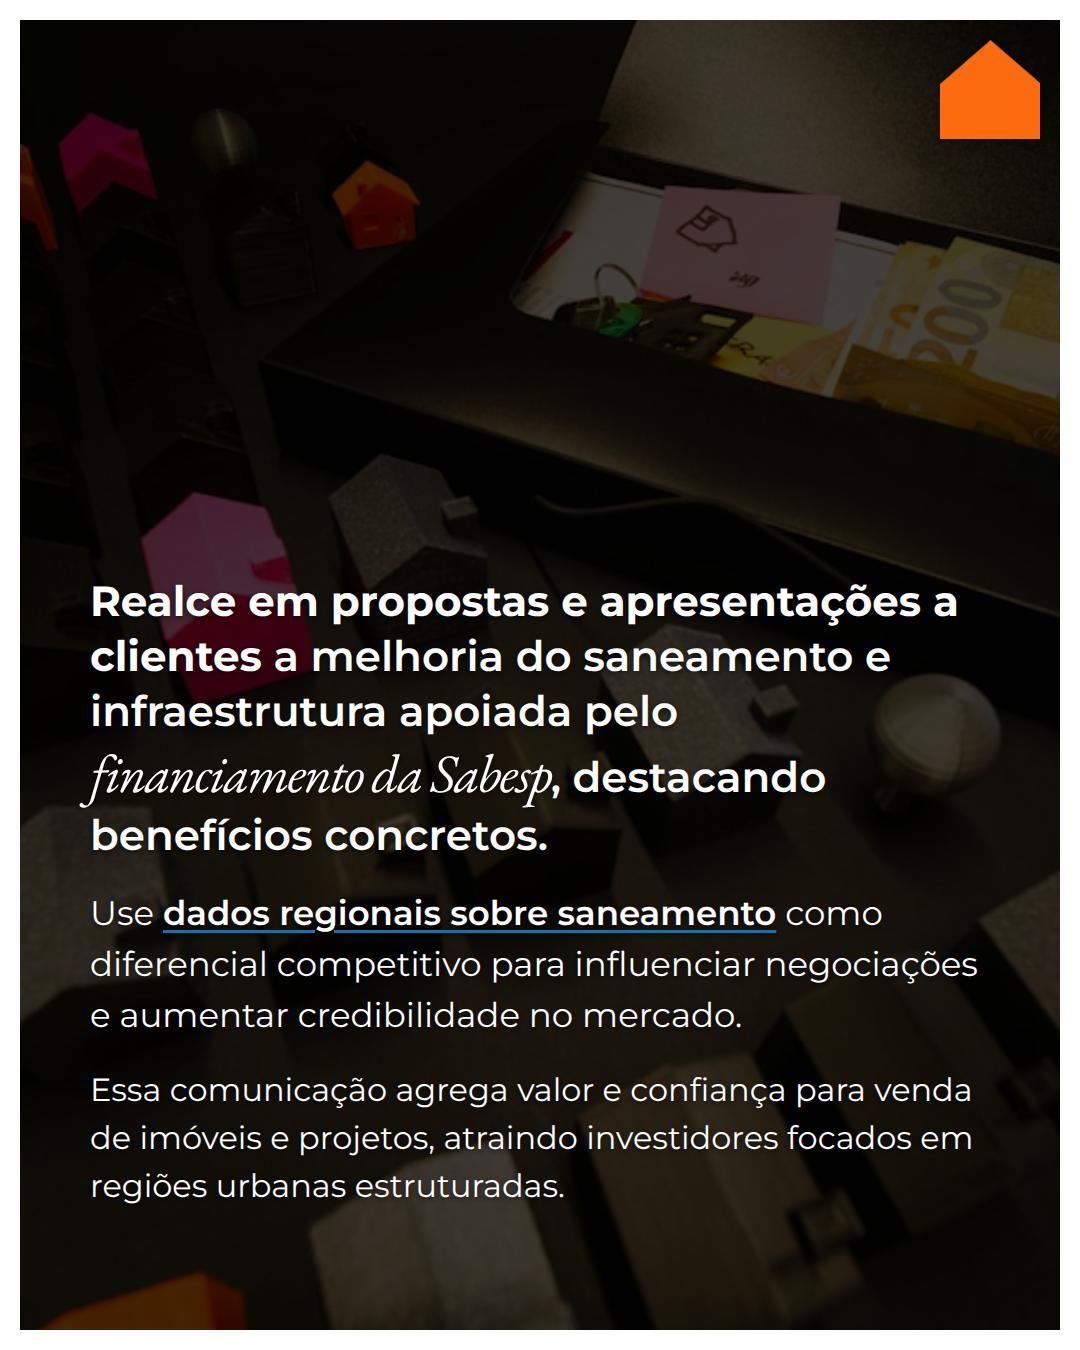 200
Realce em propostas e apresentações a
clientes a melhoria do saneamento e
infraestrutura apoiada pelo
financiamento da Sabesp, destacando
benefícios concretos.
Use dados regionais sobre saneamento como
diferencial competitivo para influenciar negociações
e aumentar credibilidade no mercado.
Essa comunicação agrega valor e confiança para venda
de imóveis e projetos, atraindo investidores focados em
regiões urbanas estruturadas.